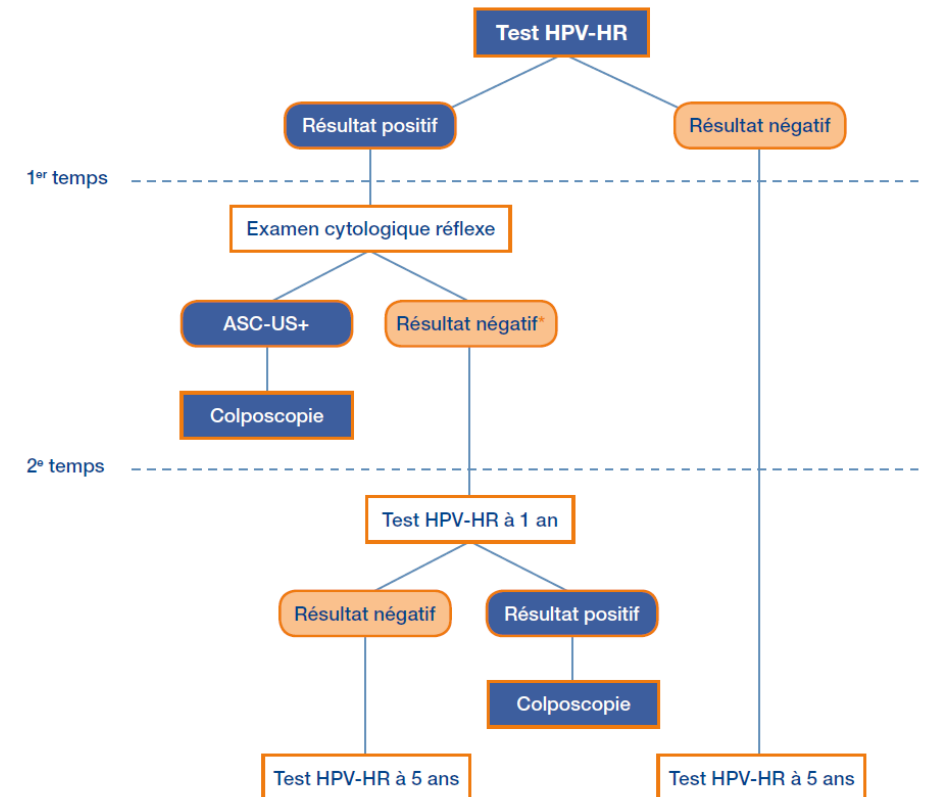 Test HPV-HR
Résultat positif
Résultat négatif
1er temps
Examen cytologique réflexe
ASC-US+
Résultat négatif*
Colposcopie
2e temps
Test HPV-HR à 1 an
Résultat négatif
Résultat positif
Colposcopie
Test HPV-HR à 5 ans
Test HPV-HR à 5 ans